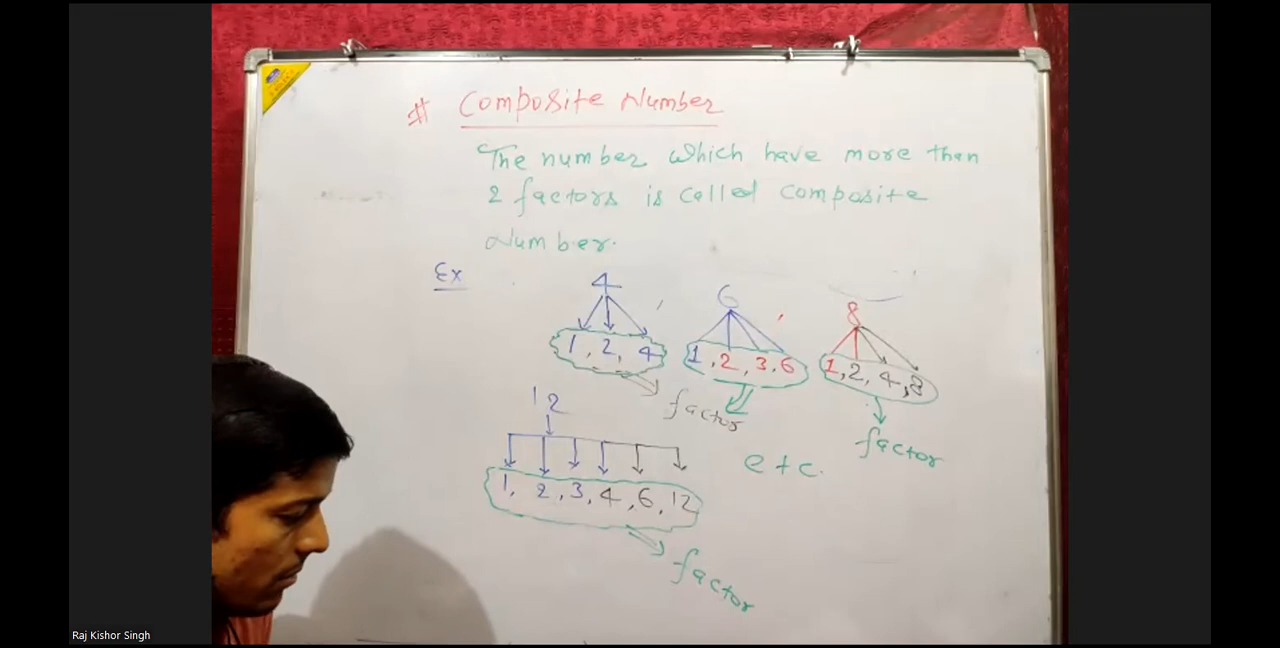 # Composite Number
The number which have more than
2 factors is called composite
Number.
Ex
4 6 8
1, 2, 4 1, 2, 3, 6 1, 2, 4, 8
factor factor
12
etc.
1, 2, 3, 4, 6, 12
factor
Raj Kishor Singh